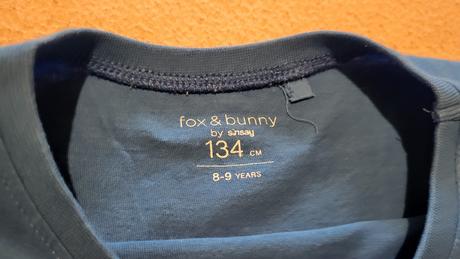 fox & bunny
by sinsay
134 CM
8-9 YEARS